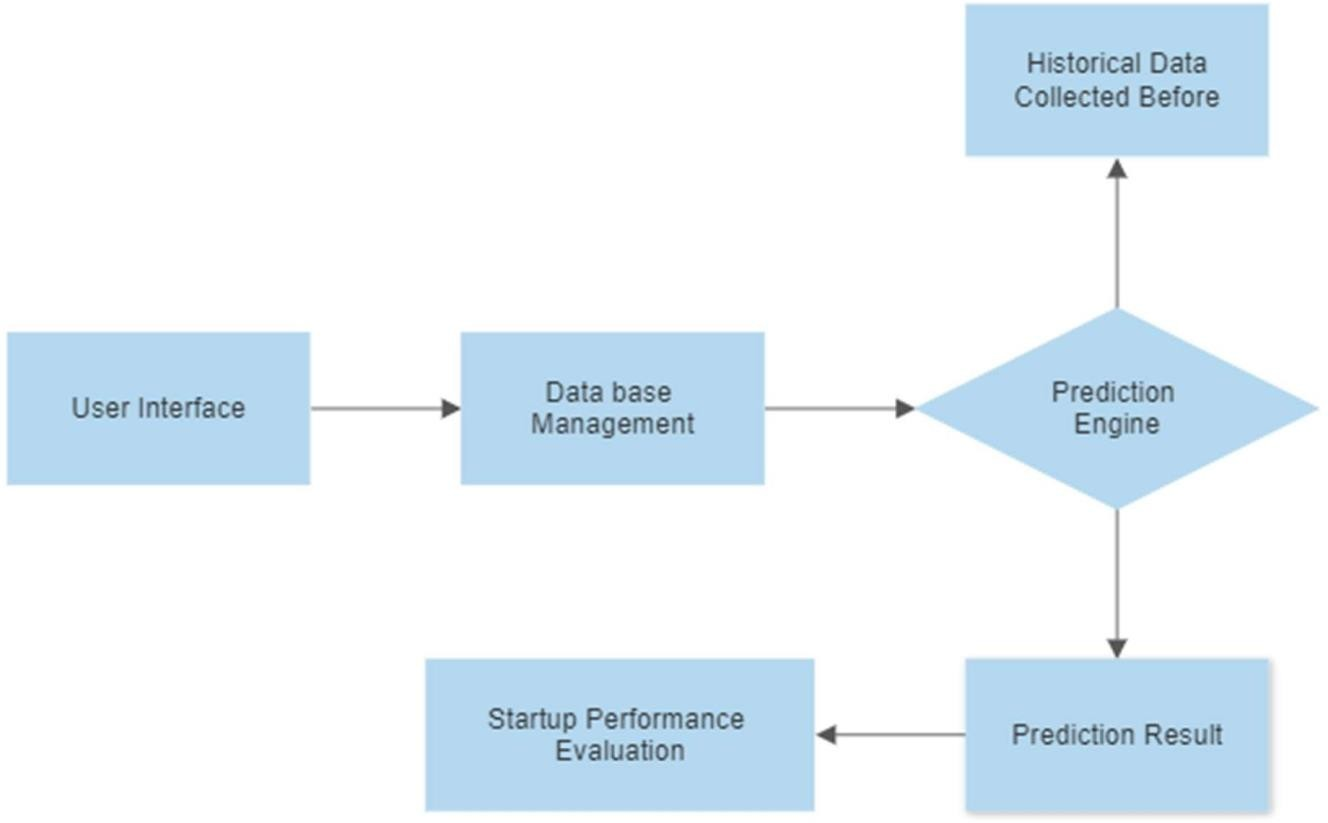 Historical Data
Collected Before
User Interface
Data base
Management
Prediction
Engine
Startup Performance
Evaluation
Prediction Result